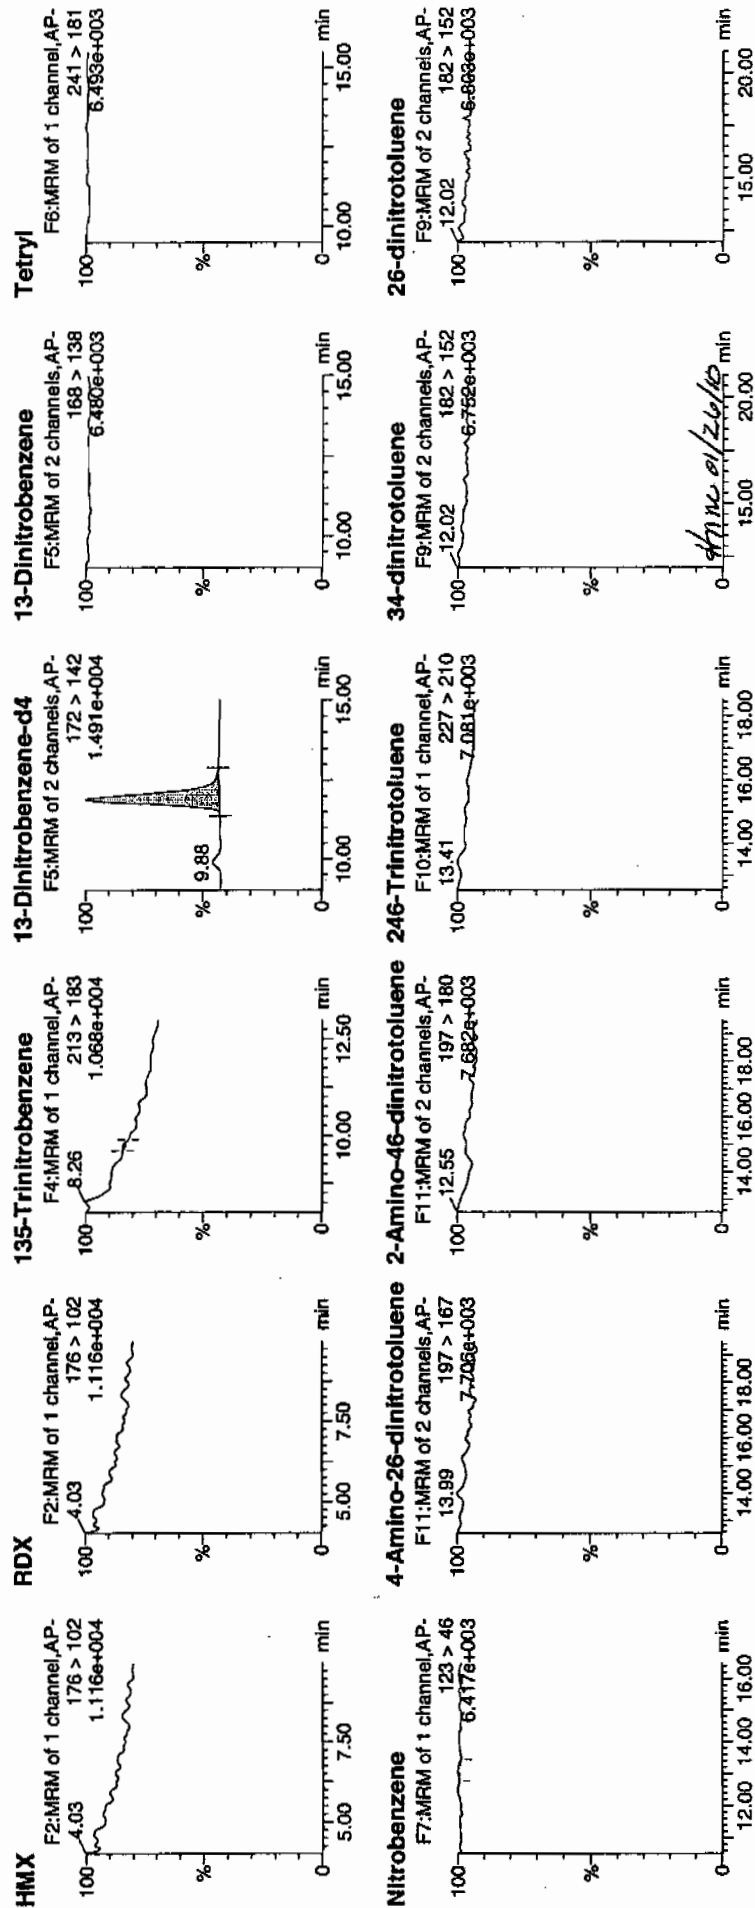 HMX
F2:MRM of 1 channel,AP-
176 > 102
1.116e+004
4.03
100
%
0
5.00 7.50 min
RDX
F2:MRM of 1 channel,AP-
176 > 102
1.116e+004
4.03
100
%
0
5.00 7.50 min
135-Trinitrobenzene
F4:MRM of 1 channel,AP-
213 > 183
1.068e+004
8.26
100
%
0
10.00 12.50 min
13-Dinitrobenzene-d4
F5:MRM of 2 channels,AP-
172 > 142
1.491e+004
9.88
100
%
0
10.00 15.00 min
13-Dinitrobenzene
F5:MRM of 2 channels,AP-
168 > 138
6.480e+003
100
%
0
10.00 15.00 min
Tetryl
F6:MRM of 1 channel,AP-
241 > 181
6.493e+003
100
%
0
10.00 15.00 min
Nitrobenzene
F7:MRM of 1 channel,AP-
123 > 46
6.417e+003
100
%
0
12.00 14.00 16.00 min
4-Amino-26-dinitrotoluene
F11:MRM of 2 channels,AP-
197 > 167
7.706e+003
13.99
100
%
0
14.00 16.00 18.00 min
2-Amino-46-dinitrotoluene
F11:MRM of 2 channels,AP-
197 > 180
7.682e+003
12.55
100
%
0
14.00 16.00 18.00 min
246-Trinitrotoluene
F10:MRM of 1 channel,AP-
227 > 210
7.081e+003
13.41
100
%
0
14.00 16.00 18.00 min
34-dinitrotoluene
F9:MRM of 2 channels,AP-
182 > 152
6.752e+003
12.02
100
%
0
15.00 20.00 min
01/26/10
26-dinitrotoluene
F9:MRM of 2 channels,AP-
182 > 152
12.02
100
%
0
15.00 20.00 min